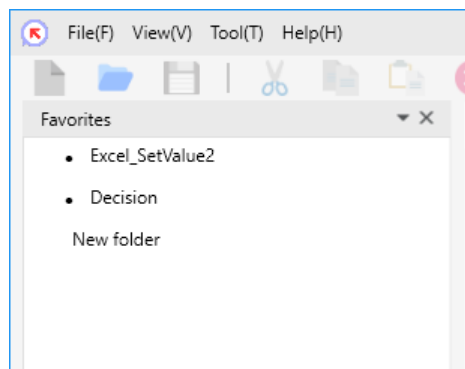 File(F) View(V) Tool(T) Help(H)
Favorites
Excel_SetValue2
Decision
New folder